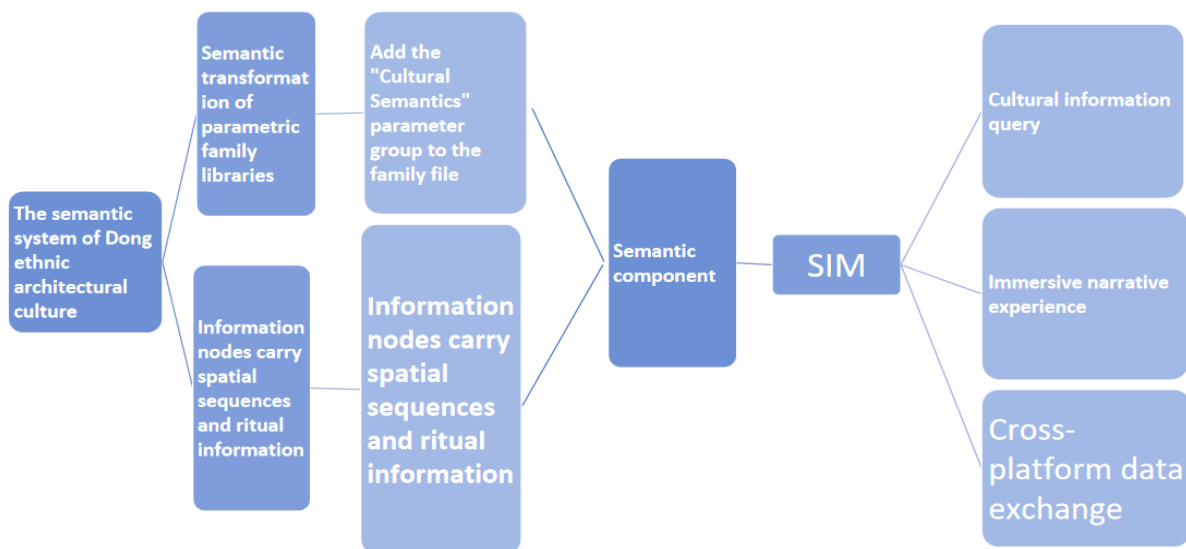 The semantic
system of Dong
ethnic
architectural
culture
Semantic
transformat
ion of
parametric
family
libraries
Information
nodes carry
spatial
sequences
and ritual
information
Add the
"Cultural
Semantics"
parameter
group to the
family file
Information
nodes carry
spatial
sequences
and ritual
information
Semantic
component
SIM
Cultural information
query
Immersive narrative
experience
Cross-
platform data
exchange